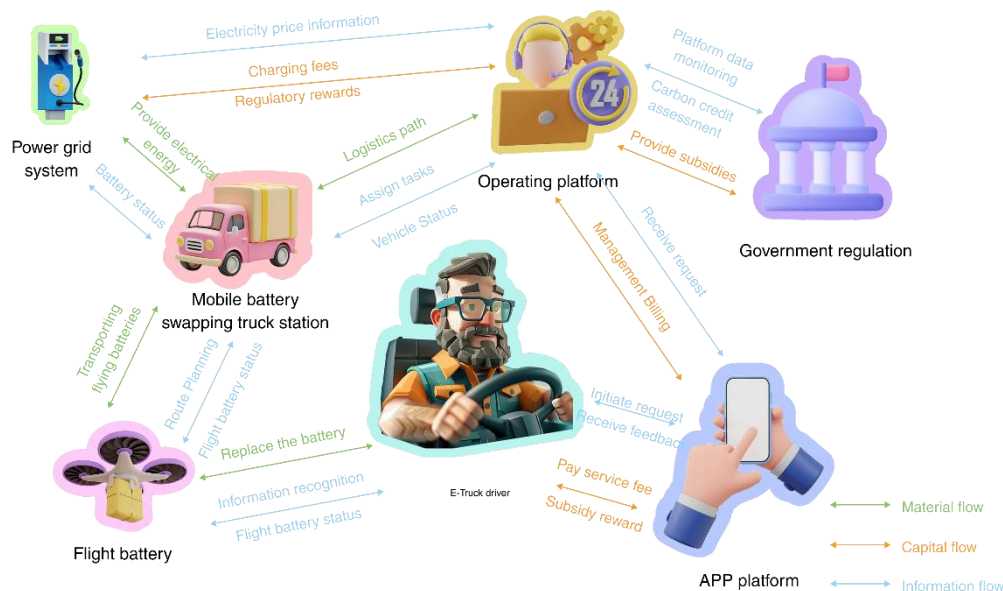 Electricity price information
Charging fees
Regulatory rewards
Platform data
monitoring
Carbon credit
assessment
Provide subsidies
24
Power grid
system
Provide electrical
energy
Battery status
Logistics path
Assign tasks
Vehicle Status
Operating platform
Government regulation
Receive request
Management Billing
Mobile battery
swapping truck station
Transporting
flying batteries
Route Planning
Flight battery status
Replace the battery
Information recognition
Flight battery status
Flight battery
E-Truck driver
Initiate request
Receive feedback
Pay service fee
Subsidy reward
APP platform
Material flow
Capital flow
Information flow